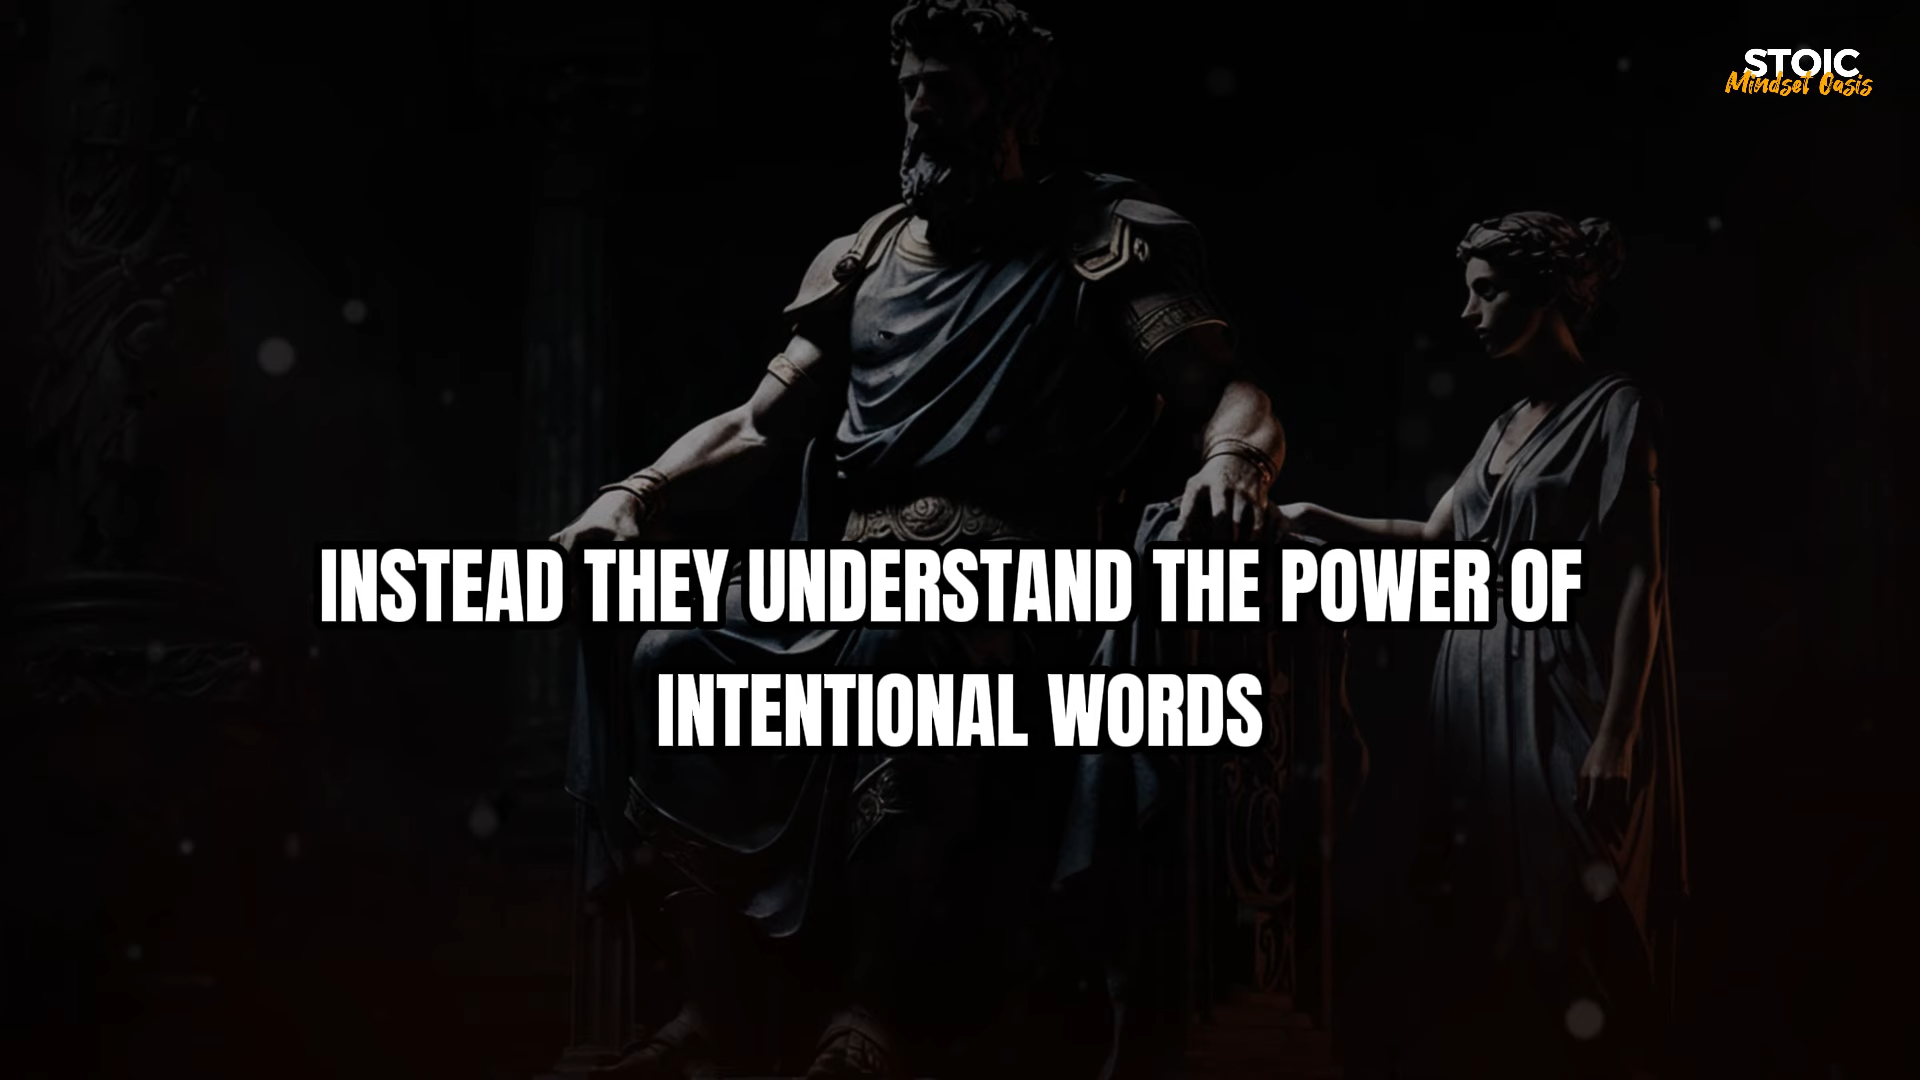 STOIC
Mindset Oasis
INSTEAD THEY UNDERSTAND THE POWER OF
INTENTIONAL WORDS